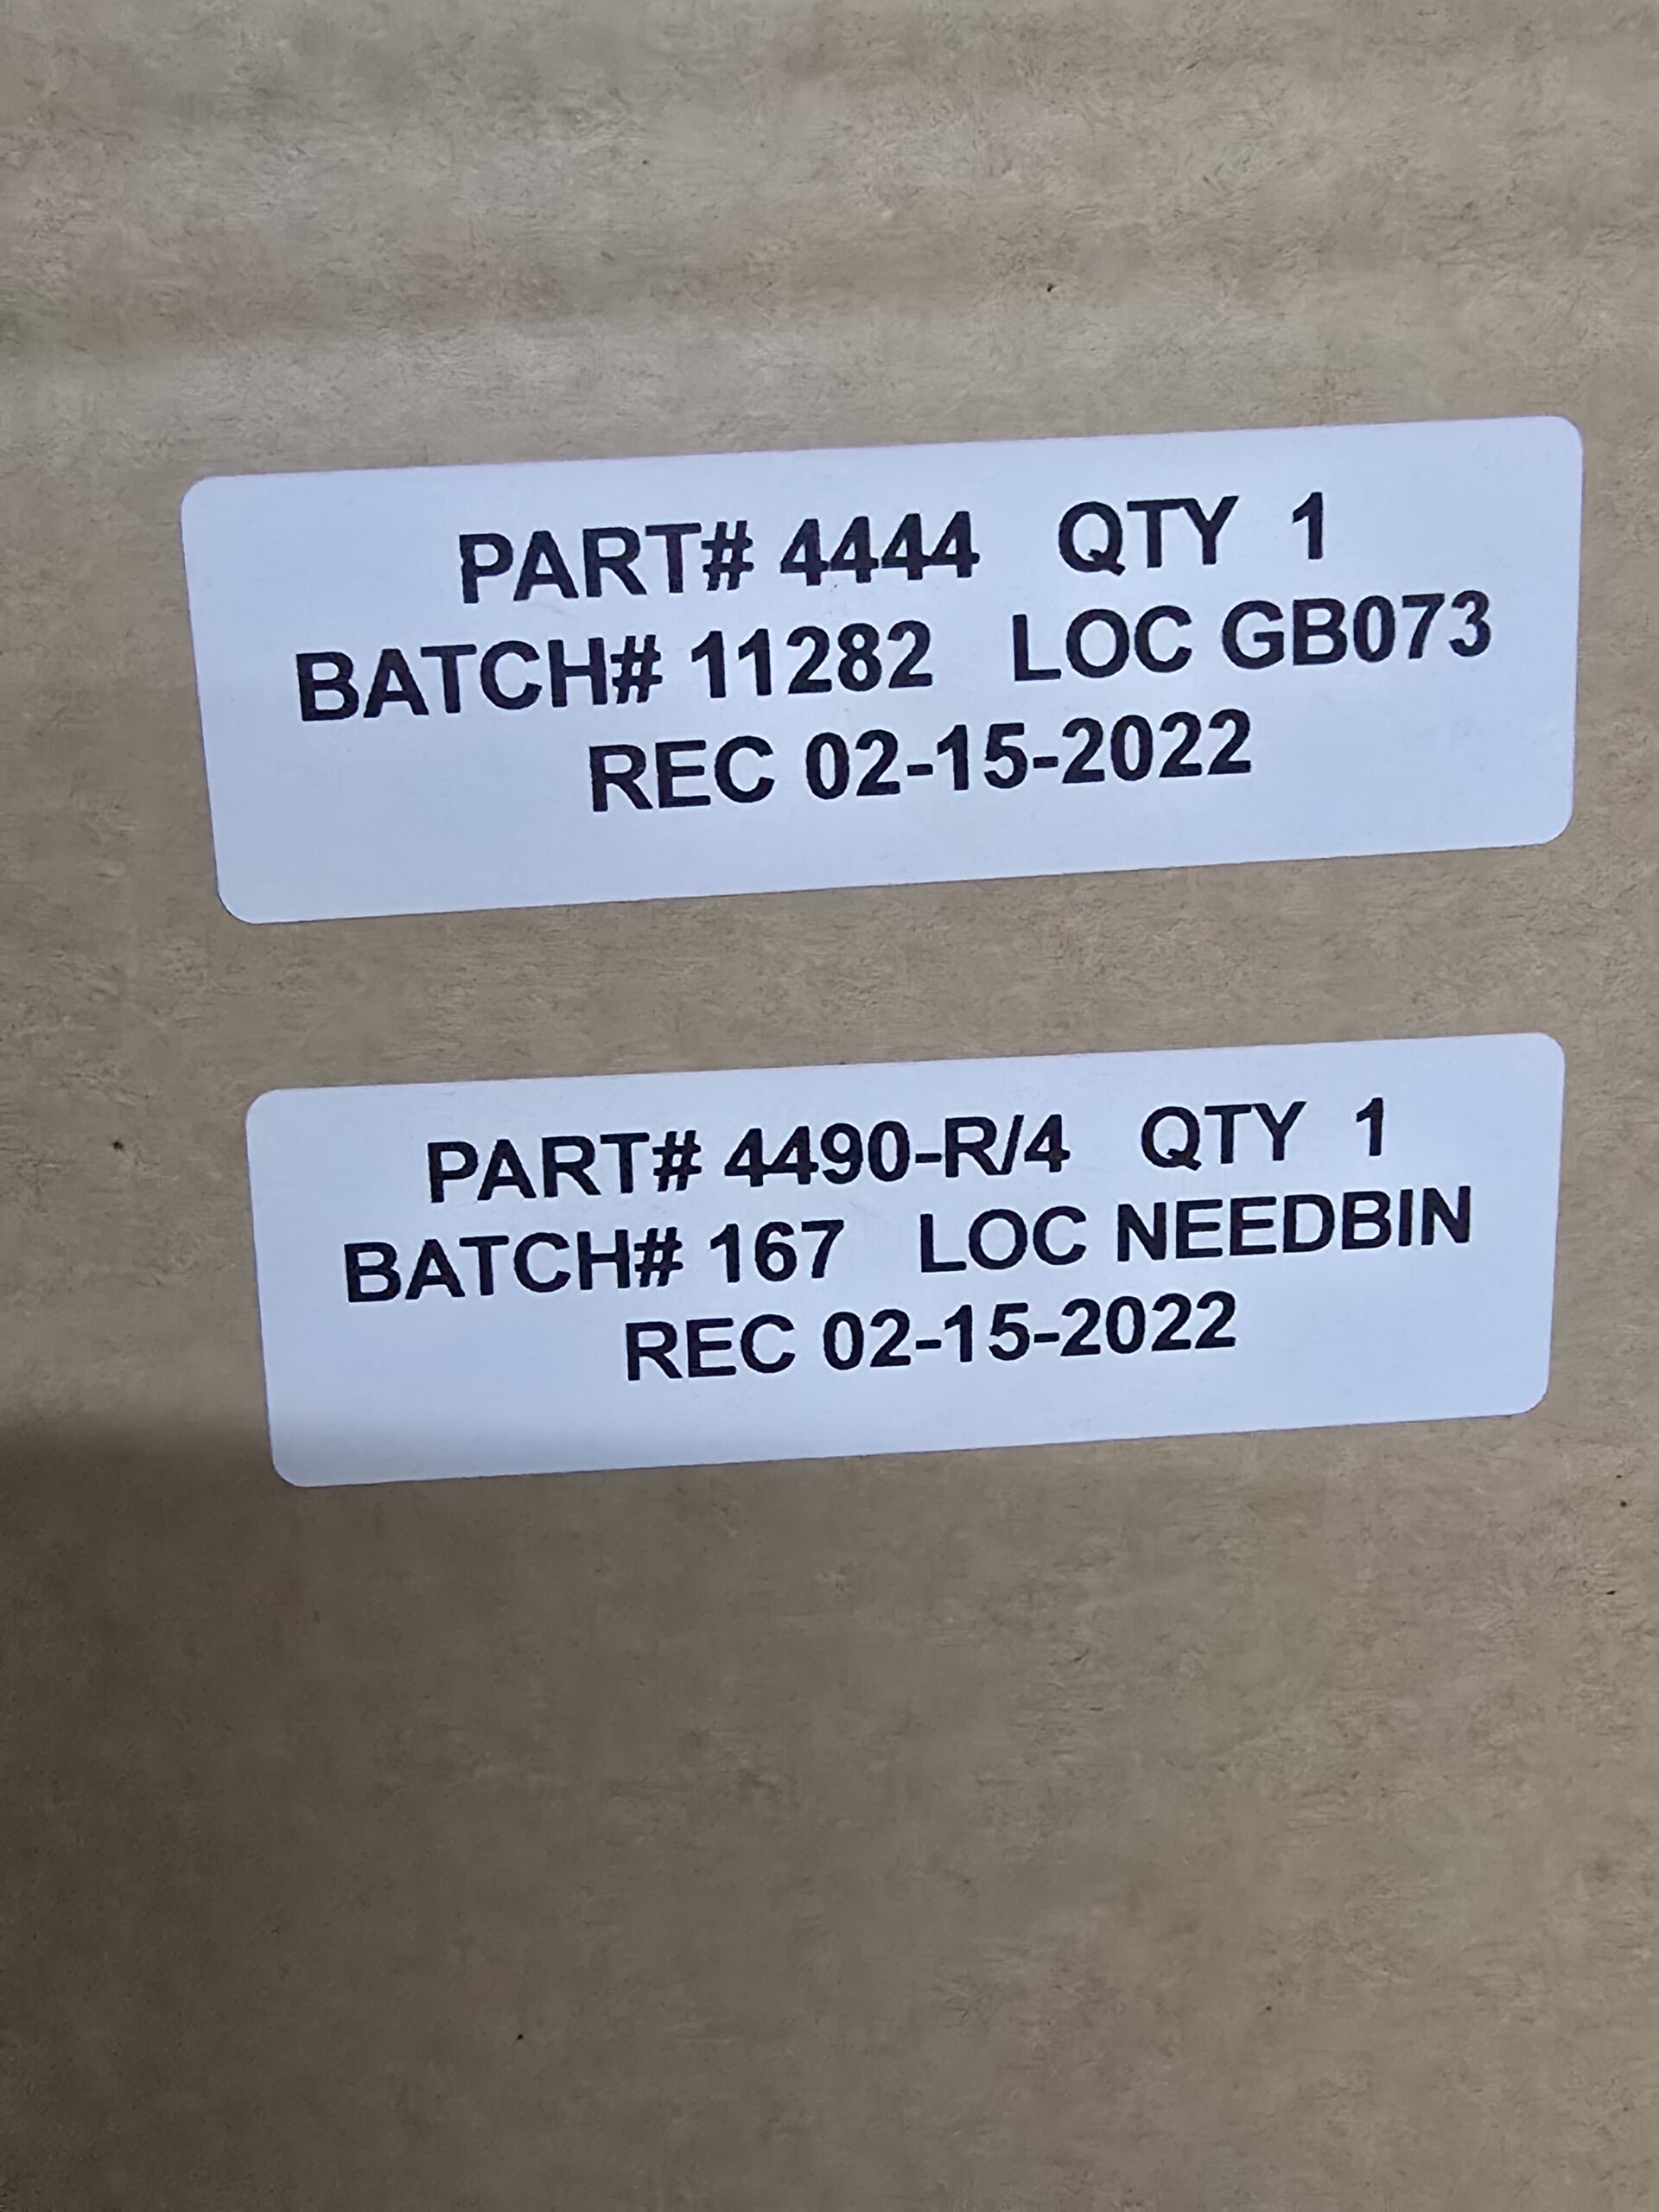 PART# 4444 QTY 1
BATCH# 11282 LOC GB073
REC 02-15-2022
PART# 4490-R/4 QTY 1
BATCH# 167 LOC NEEDBIN
REC 02-15-2022